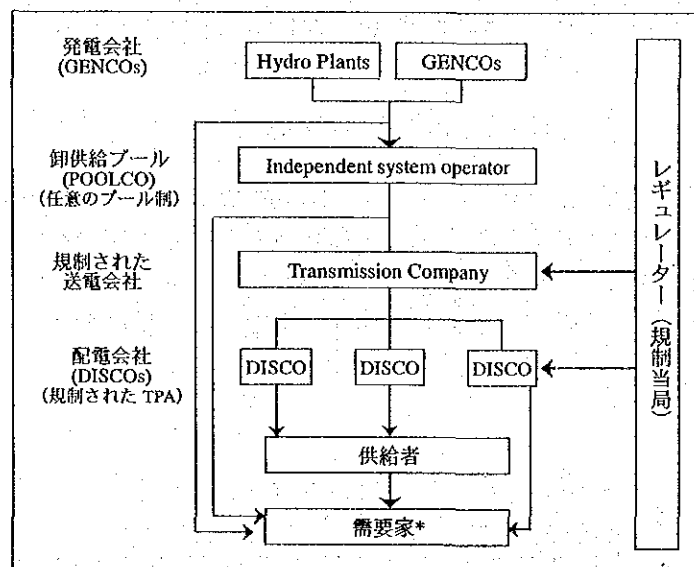 発電会社
(GENCOs)
Hydro Plants
GENCOs
卸供給プール
(POOLCO)
(任意のプール制)
Independent system operator
規制された
送電会社
Transmission Company
配電会社
(DISCOs)
(規制された TPA)
DISCO
DISCO
DISCO
供給者
需要家*
レギュレーター(規制当局)